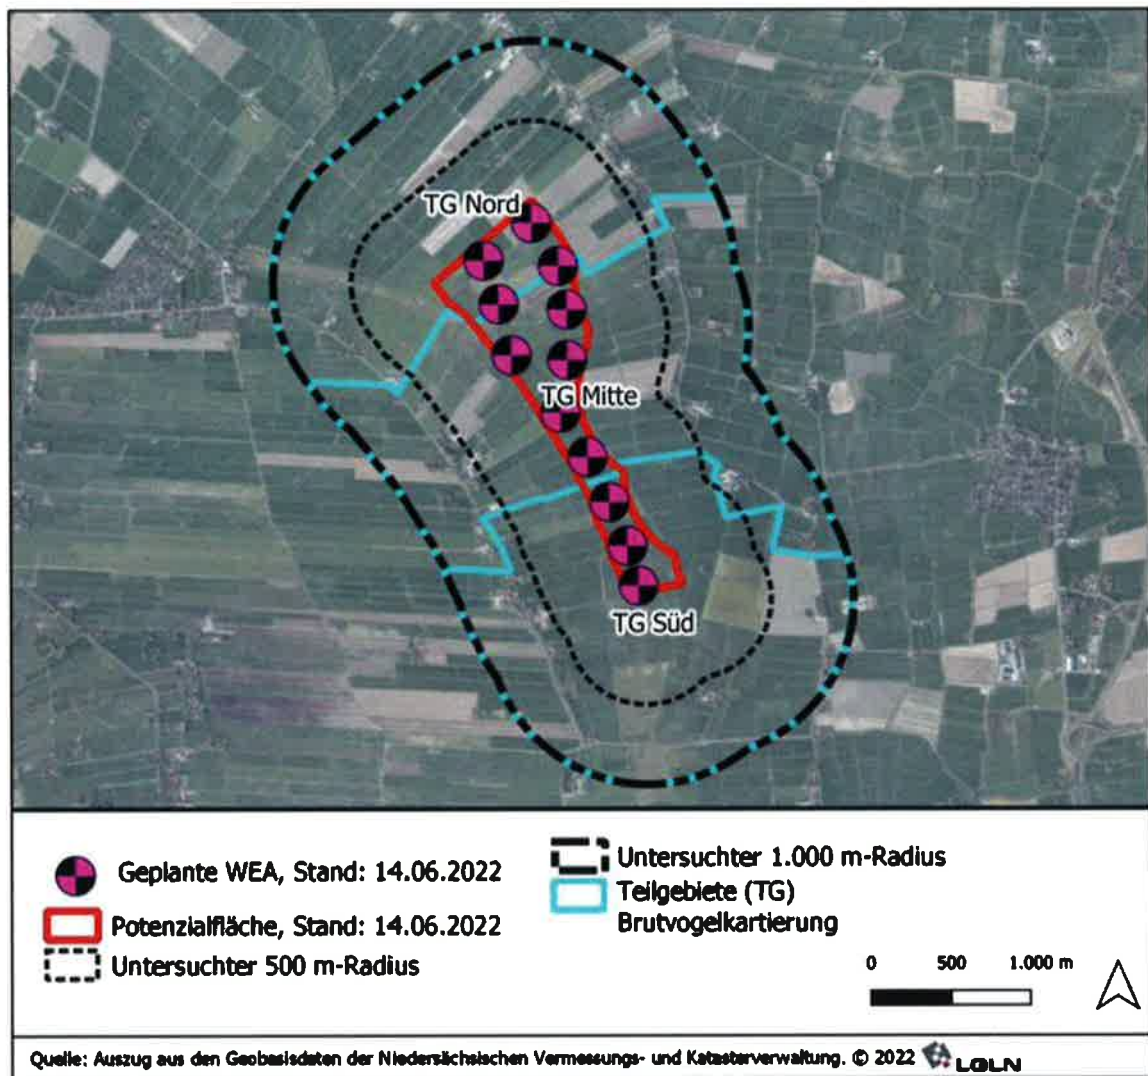 TG Nord
TG Mitte
TG Süd
Geplante WEA, Stand: 14.06.2022
Potenzialfläche, Stand: 14.06.2022
Untersuchter 500 m-Radius
Untersuchter 1.000 m-Radius
Teilgebiete (TG)
Brutvogelkartierung
0 500 1.000 m
Quelle: Auszug aus den Geobasisdaten der Niedersächsischen Vermessungs- und Katasterverwaltung. © 2022 LGLN